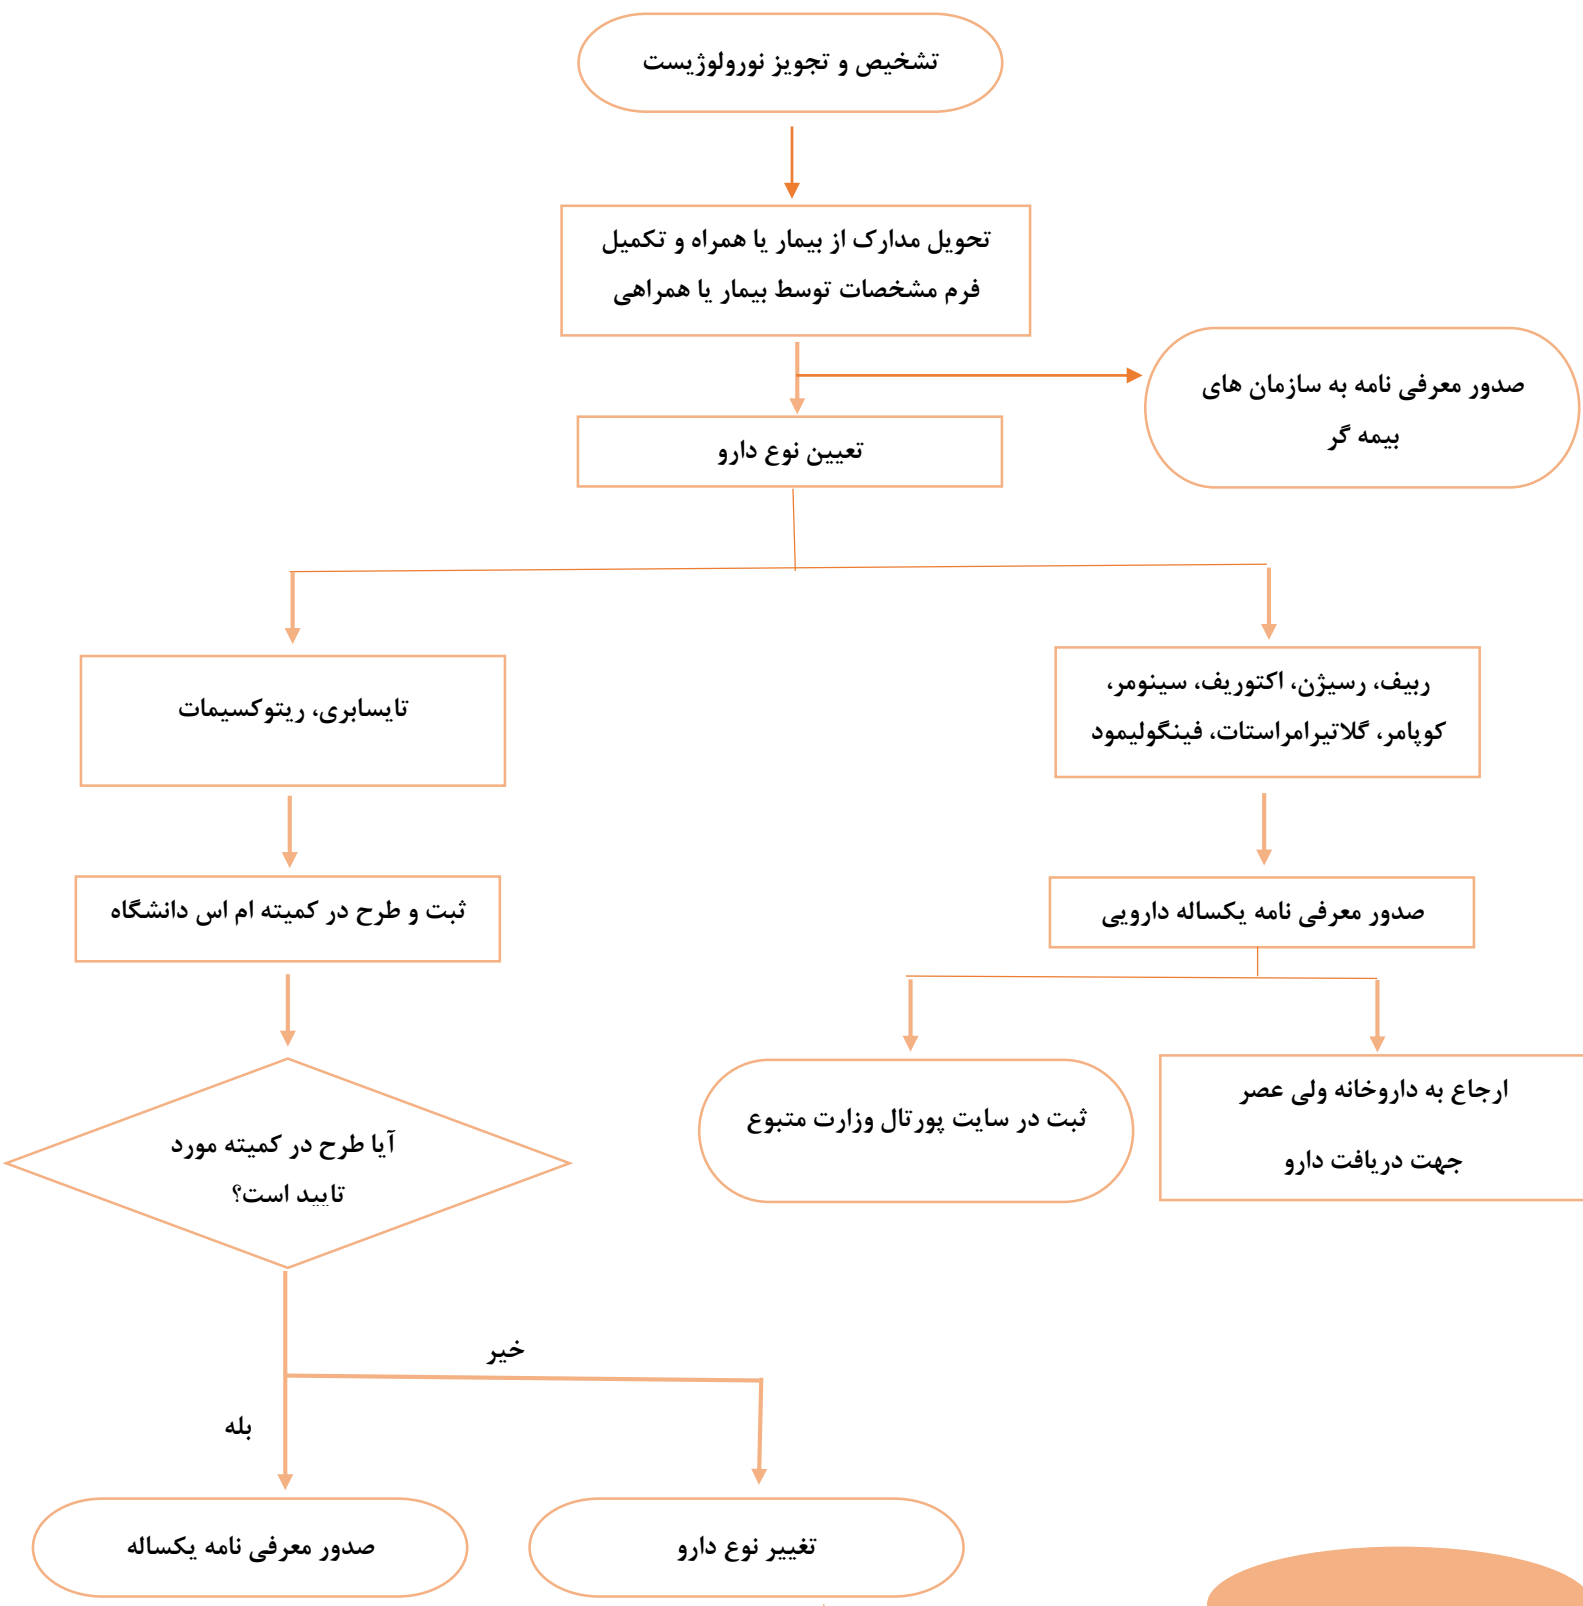 تشخیص و تجویز نورولوژیست
تحویل مدارک از بیمار یا همراه و تکمیل
فرم مشخصات توسط بیمار یا همراهی
صدور معرفی نامه به سازمان های
بیمه گر
تعیین نوع دارو
ربیف، رسیژن، اکتوریف، سینومر،
کوپامر، گلاتیرامراستات، فینگولیمود
تایسابری، ریتوکسیمات
صدور معرفی نامه یکساله دارویی
ثبت و طرح در کمیته ام اس دانشگاه
ارجاع به داروخانه ولی عصر
جهت دریافت دارو
ثبت در سایت پورتال وزارت متبوع
آیا طرح در کمیته مورد
تایید است؟
خیر
بله
تغییر نوع دارو
صدور معرفی نامه یکساله